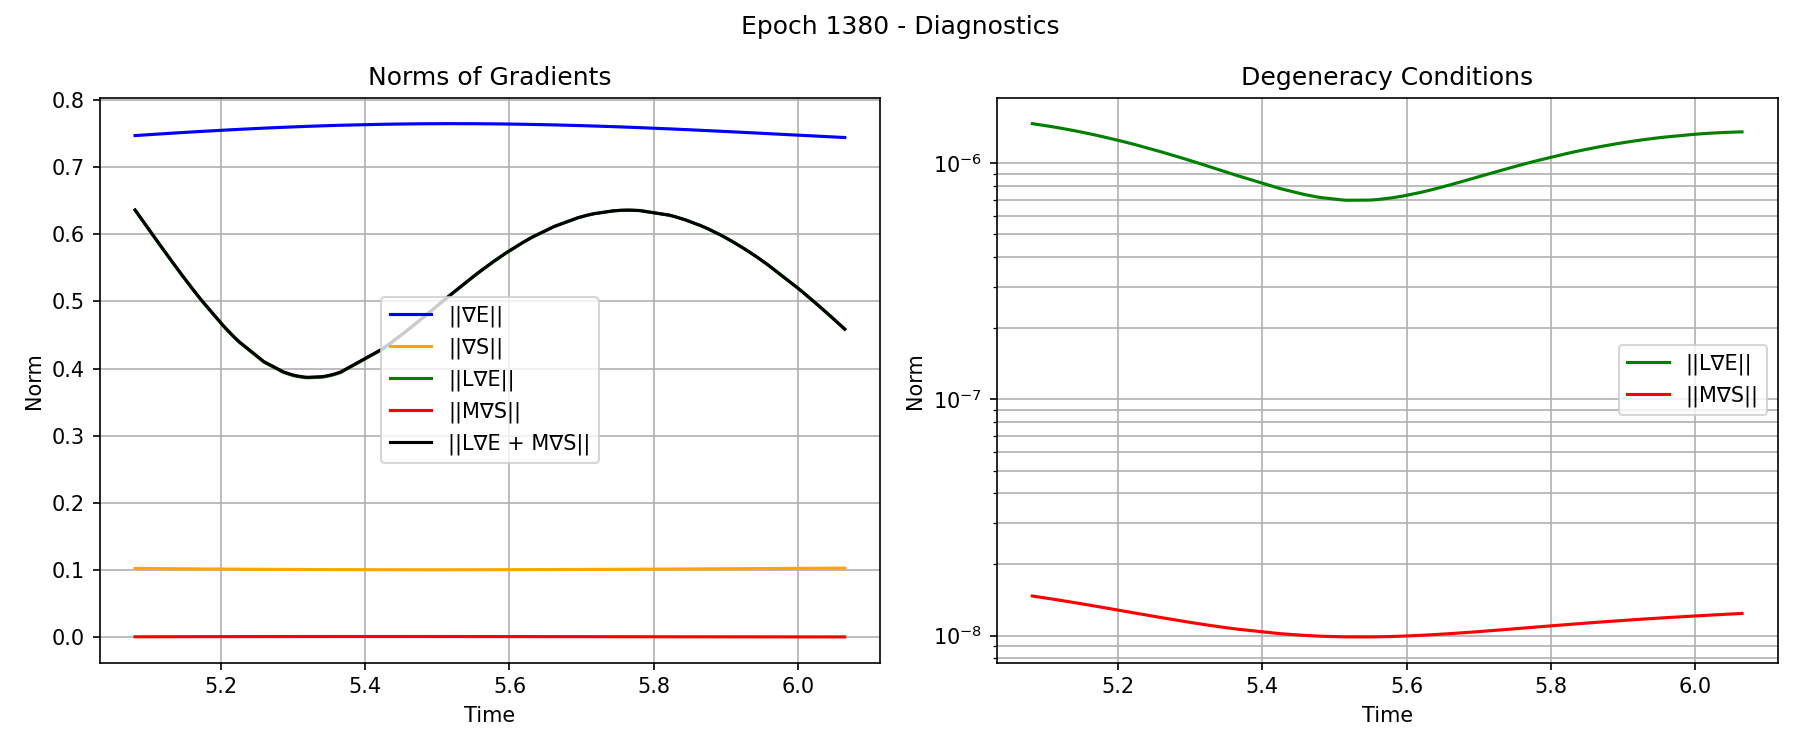 Epoch 1380 - Diagnostics
Norms of Gradients
0.8
0.7
0.6
0.5
0.4
0.3
0.2
0.1
0.0
Norm
5.2 5.4 5.6 5.8 6.0
Time
||∇E||
||∇S||
||L∇E||
||M∇S||
||L∇E + M∇S||
Degeneracy Conditions
10⁻⁶
10⁻⁷
10⁻⁸
Norm
5.2 5.4 5.6 5.8 6.0
Time
||L∇E||
||M∇S||